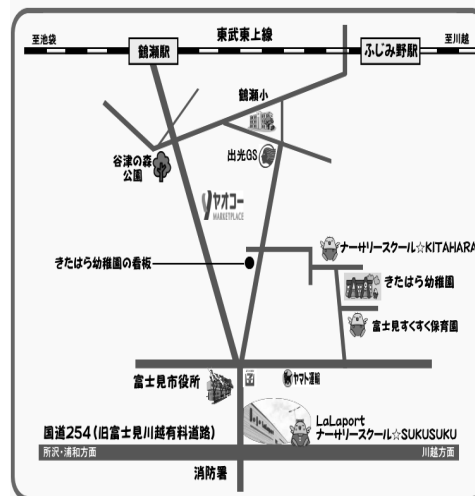 東武東上線
至池袋
鶴瀬駅
ふじみ野駅
至川越
鶴瀬小
出光GS
谷津の森
公園
ヤオコー
MARKETPLACE
ナーサリースクール☆KITAHARA
きたはら幼稚園の看板
きたはら幼稚園
富士見すくすく保育園
富士見市役所
ヤマト運輸
国道254(旧富士見川越有料道路)
LaLaport
ナーサリースクール☆SUKUSUKU
所沢・浦和方面
川越方面
消防署